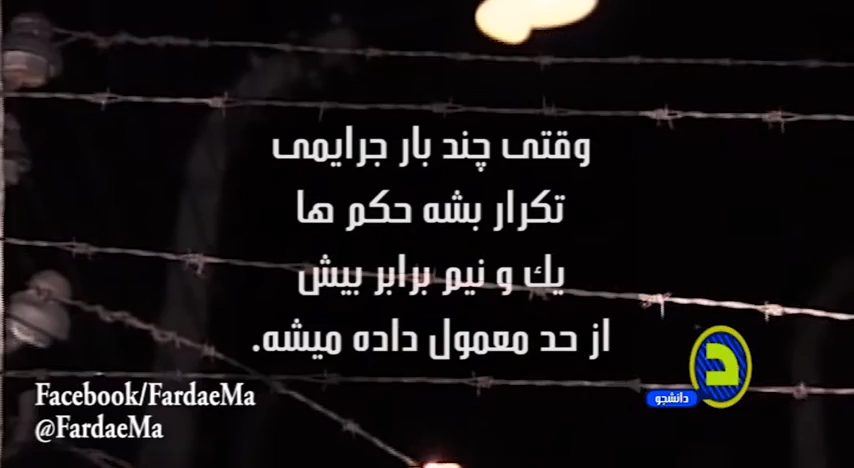 وقتی چند بار جرایمی
تکرار بشه حکم ها
یك و نیم برابر بیش
از حد معمول داده میشه.
د
دانشجو
Facebook/FardaeMa
@FardaeMa